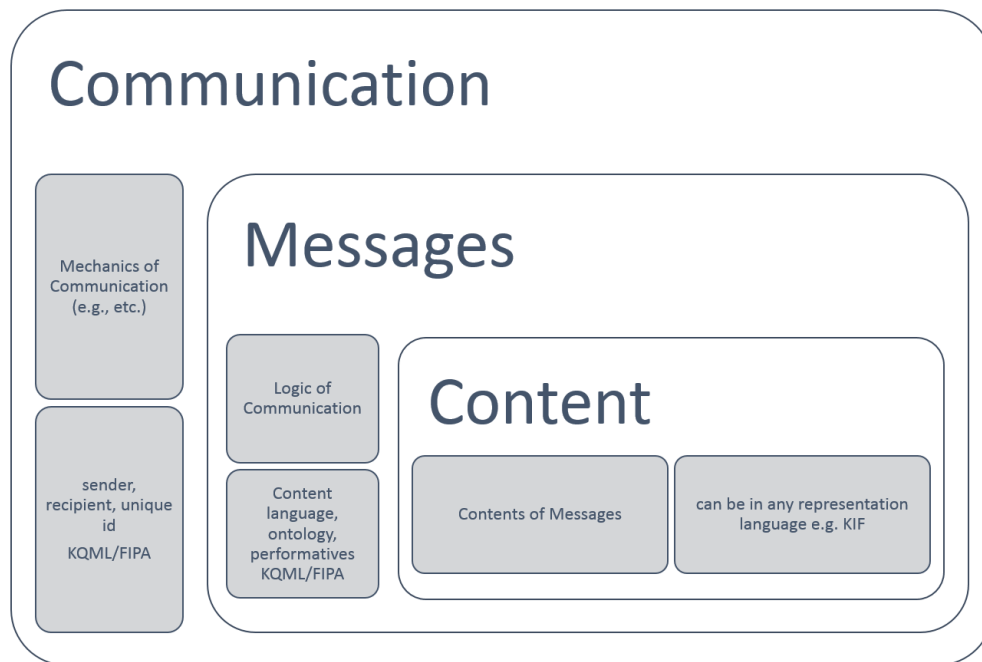 Communication
Mechanics of
Communication
(e.g., etc.)
sender,
recipient, unique
id
KQML/FIPA
Messages
Logic of
Communication
Content
language,
ontology,
performatives
KQML/FIPA
Content
Contents of Messages
can be in any representation
language e.g. KIF